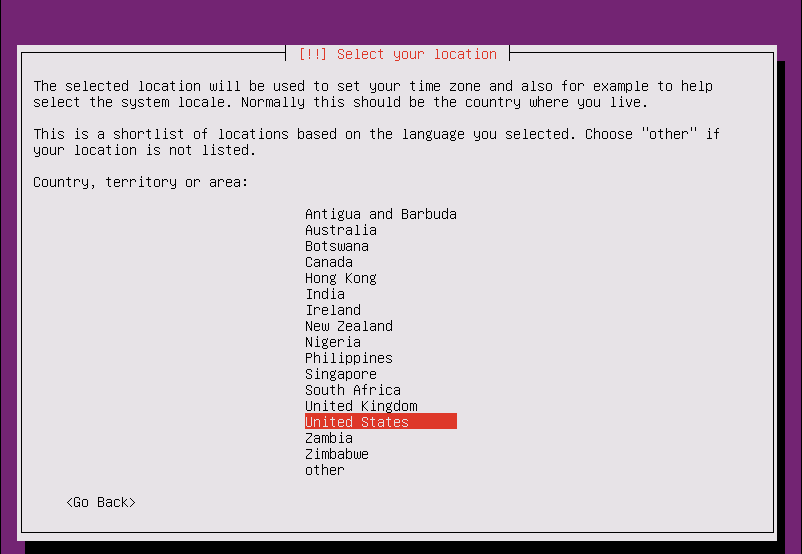 [!!] Select your location
The selected location will be used to set your time zone and also for example to help
select the system locale. Normally this should be the country where you live.
This is a shortlist of locations based on the language you selected. Choose "other" if
your location is not listed.
Country, territory or area:
Antigua and Barbuda
Australia
Botswana
Canada
Hong Kong
India
Ireland
New Zealand
Nigeria
Philippines
Singapore
South Africa
United Kingdom
United States
Zambia
Zimbabwe
other
<Go Back>